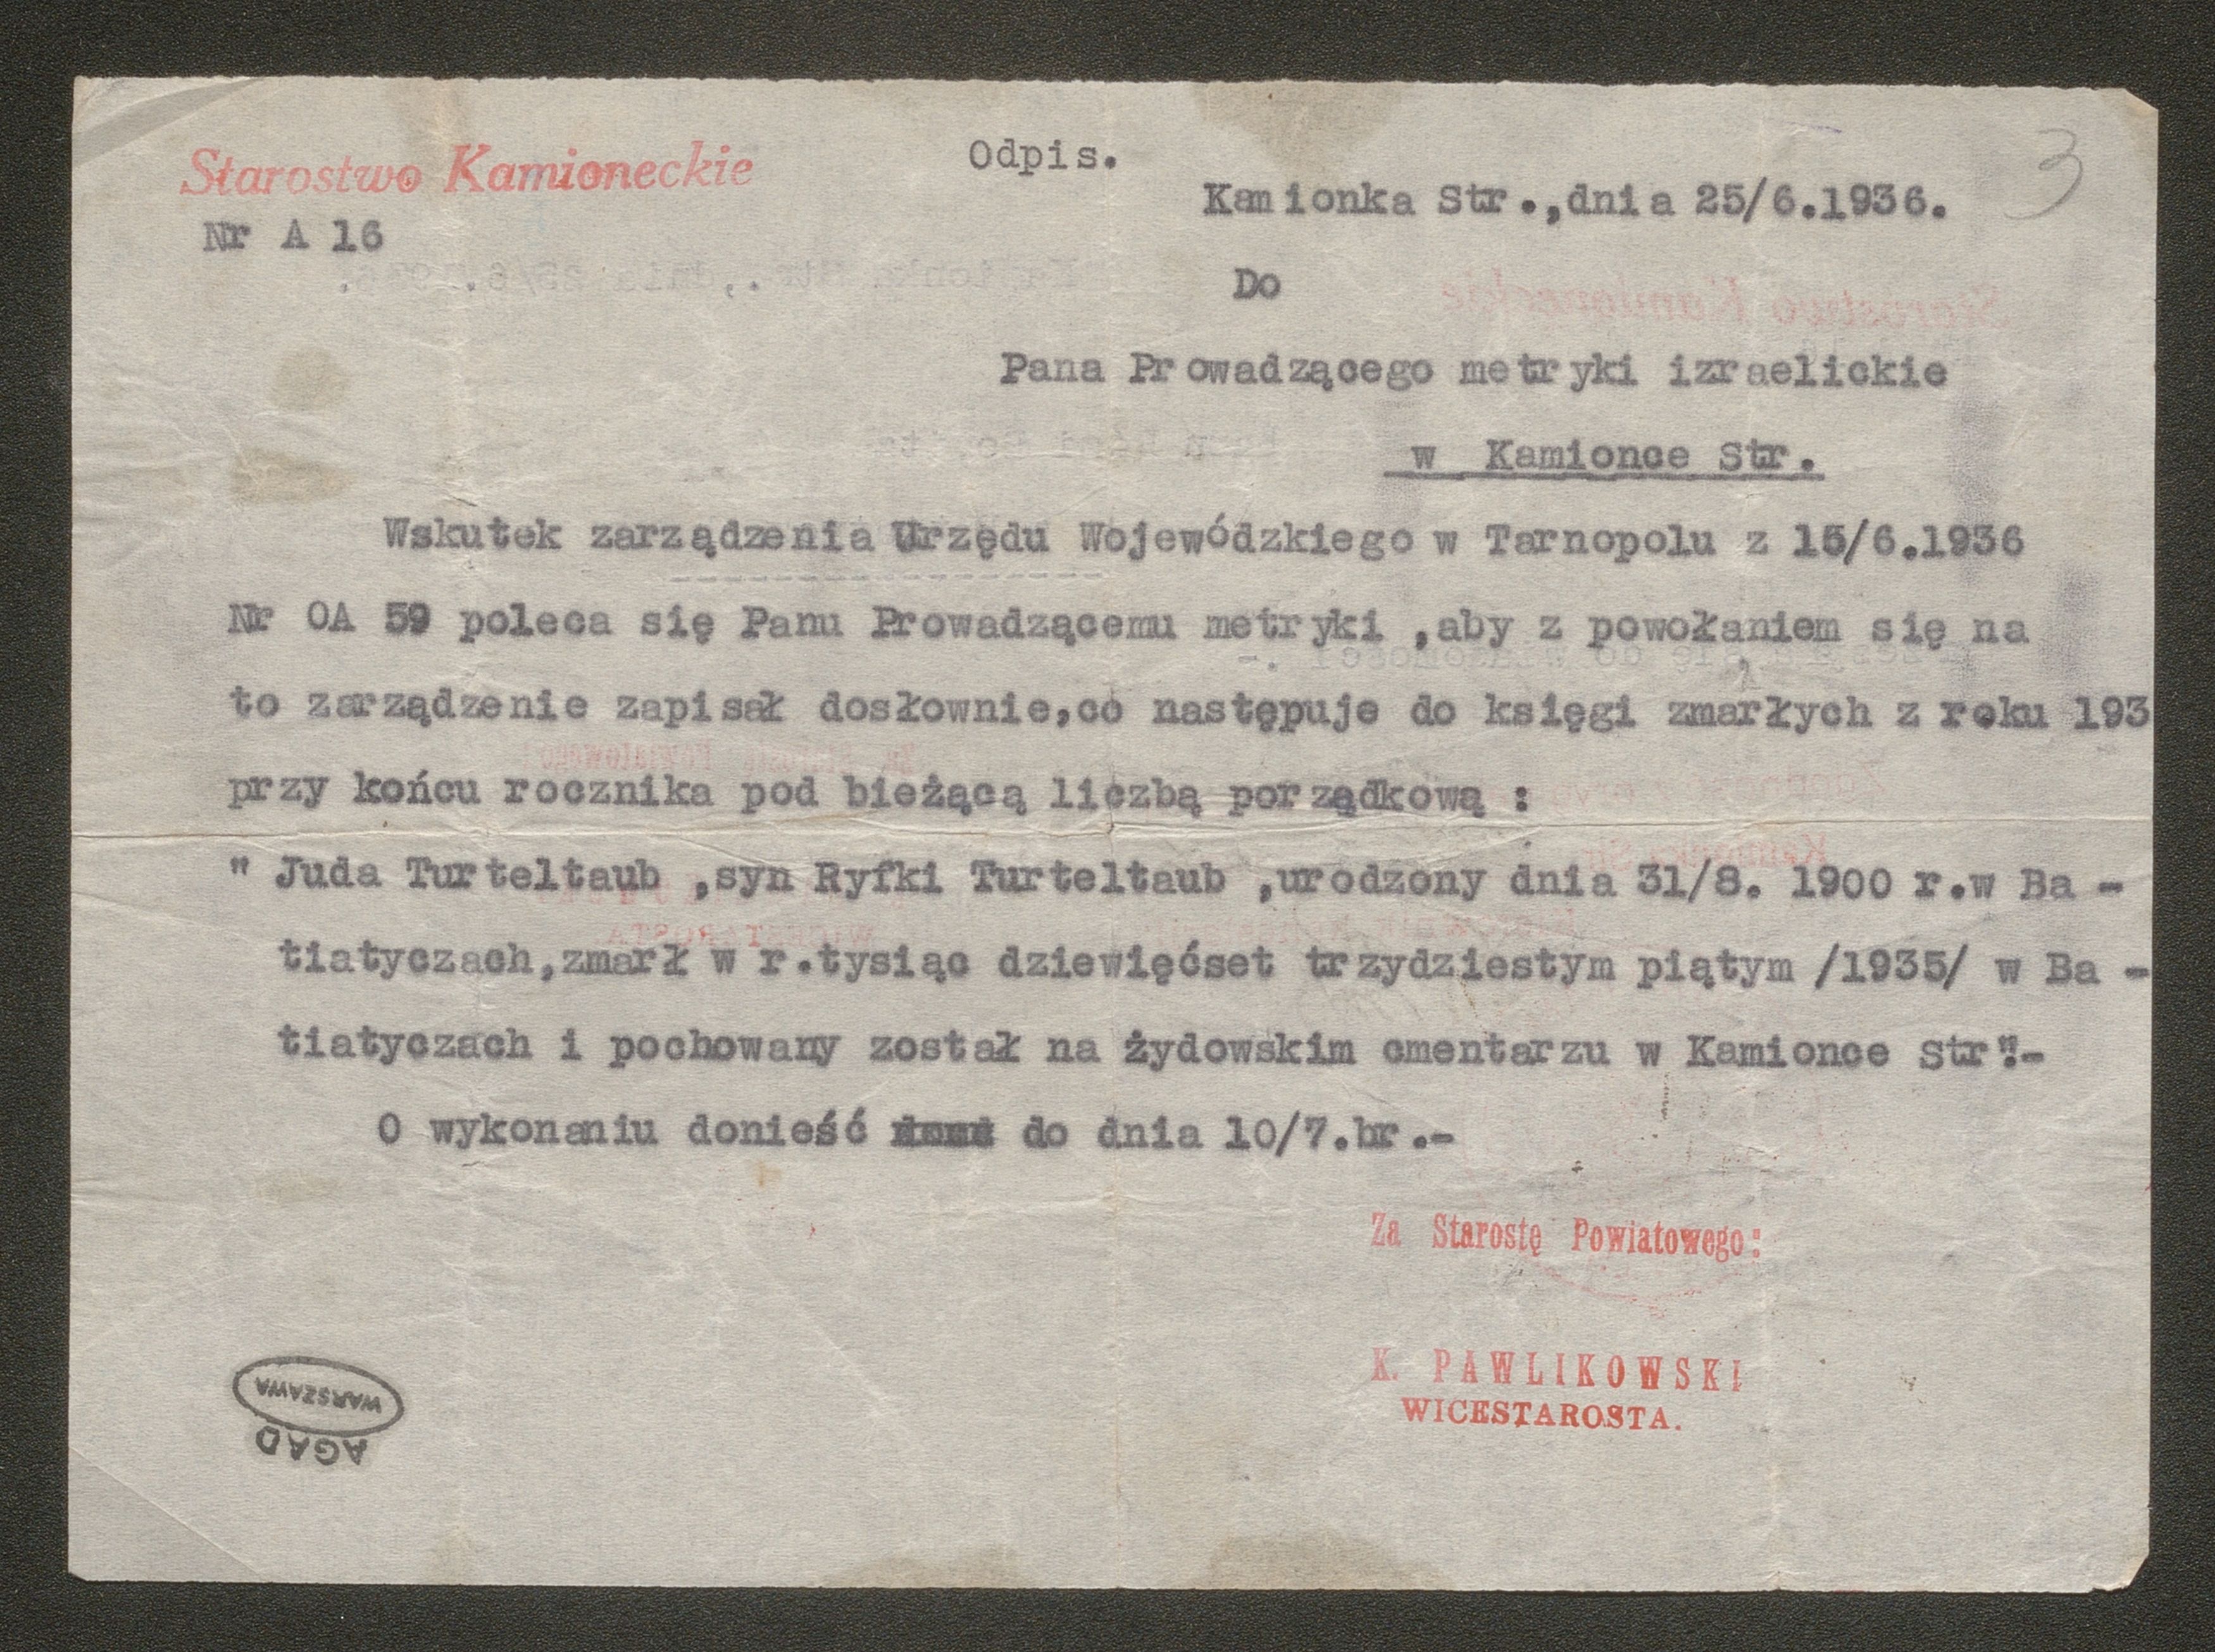 Starostwo Kamioneckie
Odpis.
3
Nr A 16
Kamionka Str.,dnia 25/6.1936.
Do
Pana Prowadzącego metryki izraelickie
w Kamionce Str.
Wskutek zarządzenia Urzędu Wojewódzkiego w Tarnopolu z 15/6.1936
Nr OA 59 poleca się Panu Prowadzącemu metryki ,aby z powołaniem się na
to zarządzenie zapisał dosłownie,co następuje do księgi zmarłych z roku 193
przy końcu rocznika pod bieżącą liczbą porządkową :
" Juda Turteltaub ,syn Ryfki Turteltaub ,urodzony dnia 31/8. 1900 r.w Ba -
tiatyczach,zmarł w r.tysiąc dziewięćset trzydziestym piątym /1935/ w Ba -
tiatyczach i pochowany został na żydowskim cmentarzu w Kamionce Str".-
O wykonaniu donieść do dnia 10/7.br.-
Za Starostę Powiatowego:
K. PAWLIKOWSKI
WICESTAROSTA.
AGAD
WARSZAWA